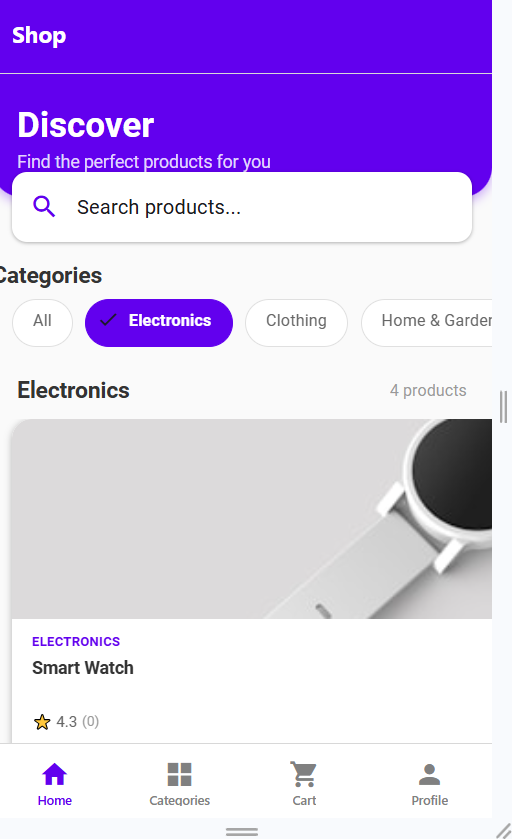 Shop
Discover
Find the perfect products for you
Search products...
Categories
All Electronics Clothing Home & Garden
Electronics 4 products
ELECTRONICS
Smart Watch
4.3 (0)
Home Categories Cart Profile